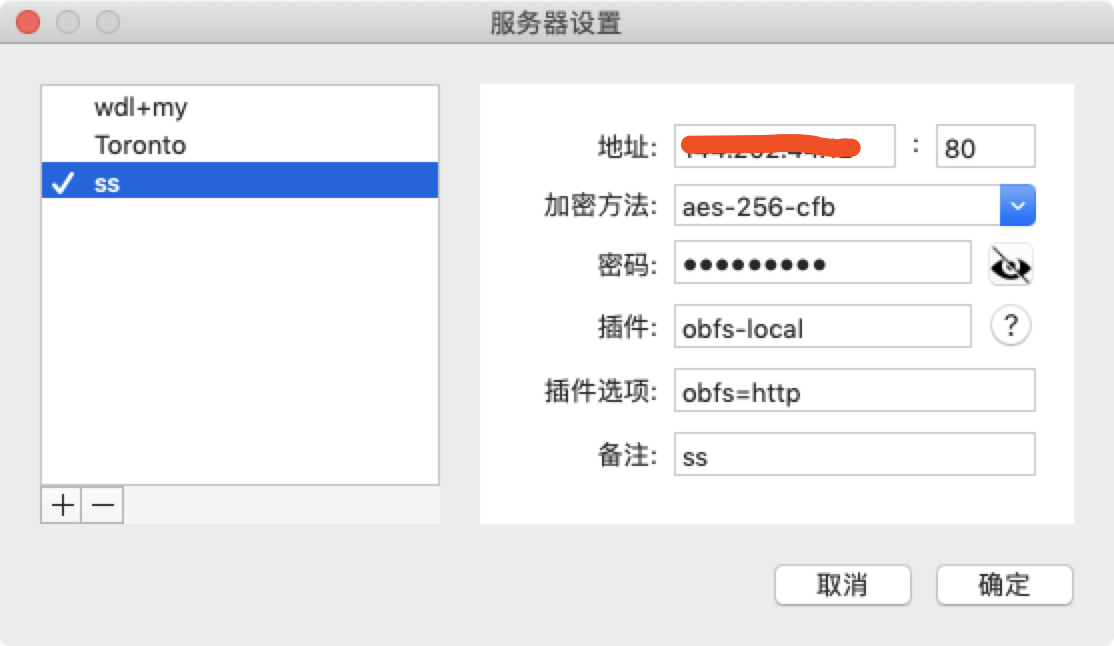 服务器设置
wdl+my
Toronto
ss
地址:
: 80
加密方法: aes-256-cfb
密码: •••••••••
插件: obfs-local ?
插件选项: obfs=http
备注: ss
取消 确定